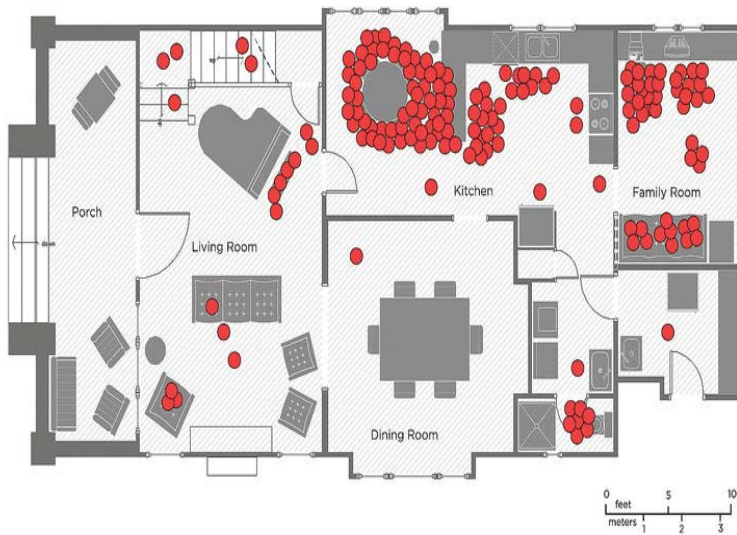 Porch
Living Room
Kitchen
Family Room
Dining Room
0 feet 5 10
meters 1 2 3